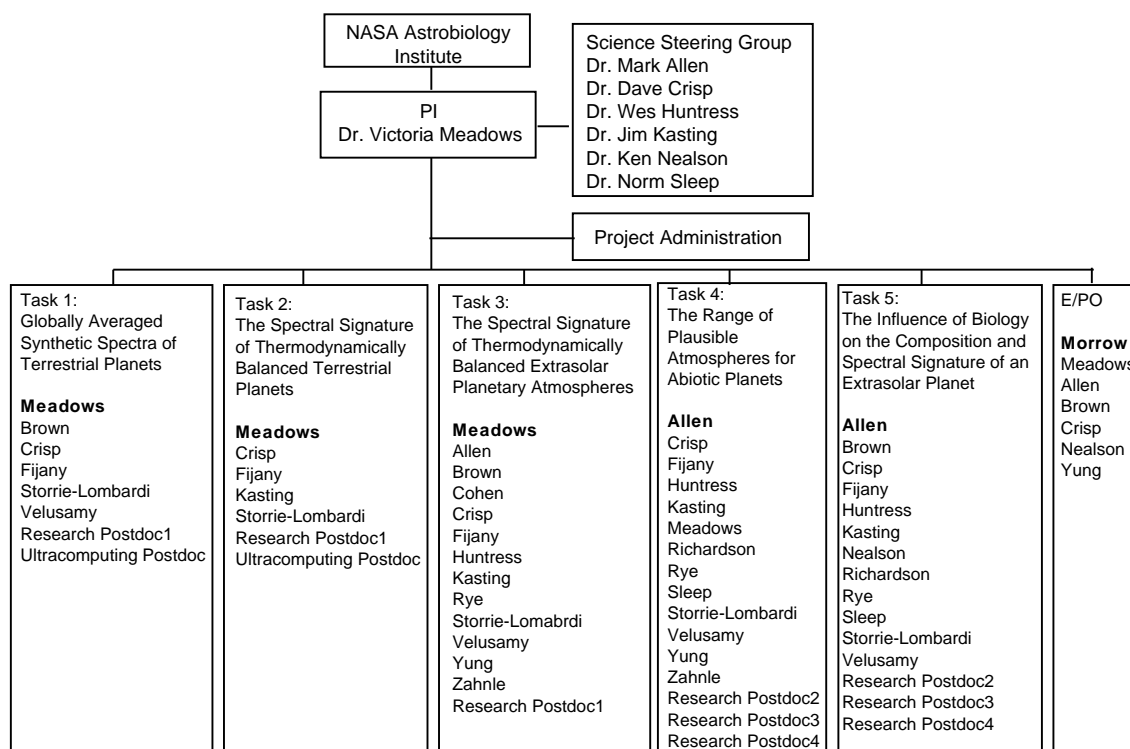 NASA Astrobiology
Institute
Science Steering Group
Dr. Mark Allen
Dr. Dave Crisp
Dr. Wes Huntress
Dr. Jim Kasting
Dr. Ken Nealson
Dr. Norm Sleep
PI
Dr. Victoria Meadows
Project Administration
Task 1:
Globally Averaged
Synthetic Spectra of
Terrestrial Planets
Meadows
Brown
Crisp
Fijany
Storrie-Lombardi
Velusamy
Research Postdoc1
Ultracomputing Postdoc
Task 2:
The Spectral Signature
of Thermodynamically
Balanced Terrestrial
Planets
Meadows
Crisp
Fijany
Kasting
Storrie-Lombardi
Research Postdoc1
Ultracomputing Postdoc
Task 3:
The Spectral Signature
of Thermodynamically
Balanced Extrasolar
Planetary Atmospheres
Meadows
Allen
Brown
Cohen
Crisp
Fijany
Huntress
Kasting
Rye
Storrie-Lomabrdi
Velusamy
Yung
Zahnle
Research Postdoc1
Task 4:
The Range of
Plausible
Atmospheres for
Abiotic Planets
Allen
Crisp
Fijany
Huntress
Kasting
Meadows
Richardson
Rye
Sleep
Storrie-Lombardi
Velusamy
Yung
Zahnle
Research Postdoc2
Research Postdoc3
Research Postdoc4
Task 5:
The Influence of Biology
on the Composition and
Spectral Signature of an
Extrasolar Planet
Allen
Brown
Crisp
Fijany
Huntress
Kasting
Nealson
Richardson
Rye
Sleep
Storrie-Lombardi
Velusamy
Research Postdoc2
Research Postdoc3
Research Postdoc4
E/PO
Morrow
Meadows
Allen
Brown
Crisp
Nealson
Yung